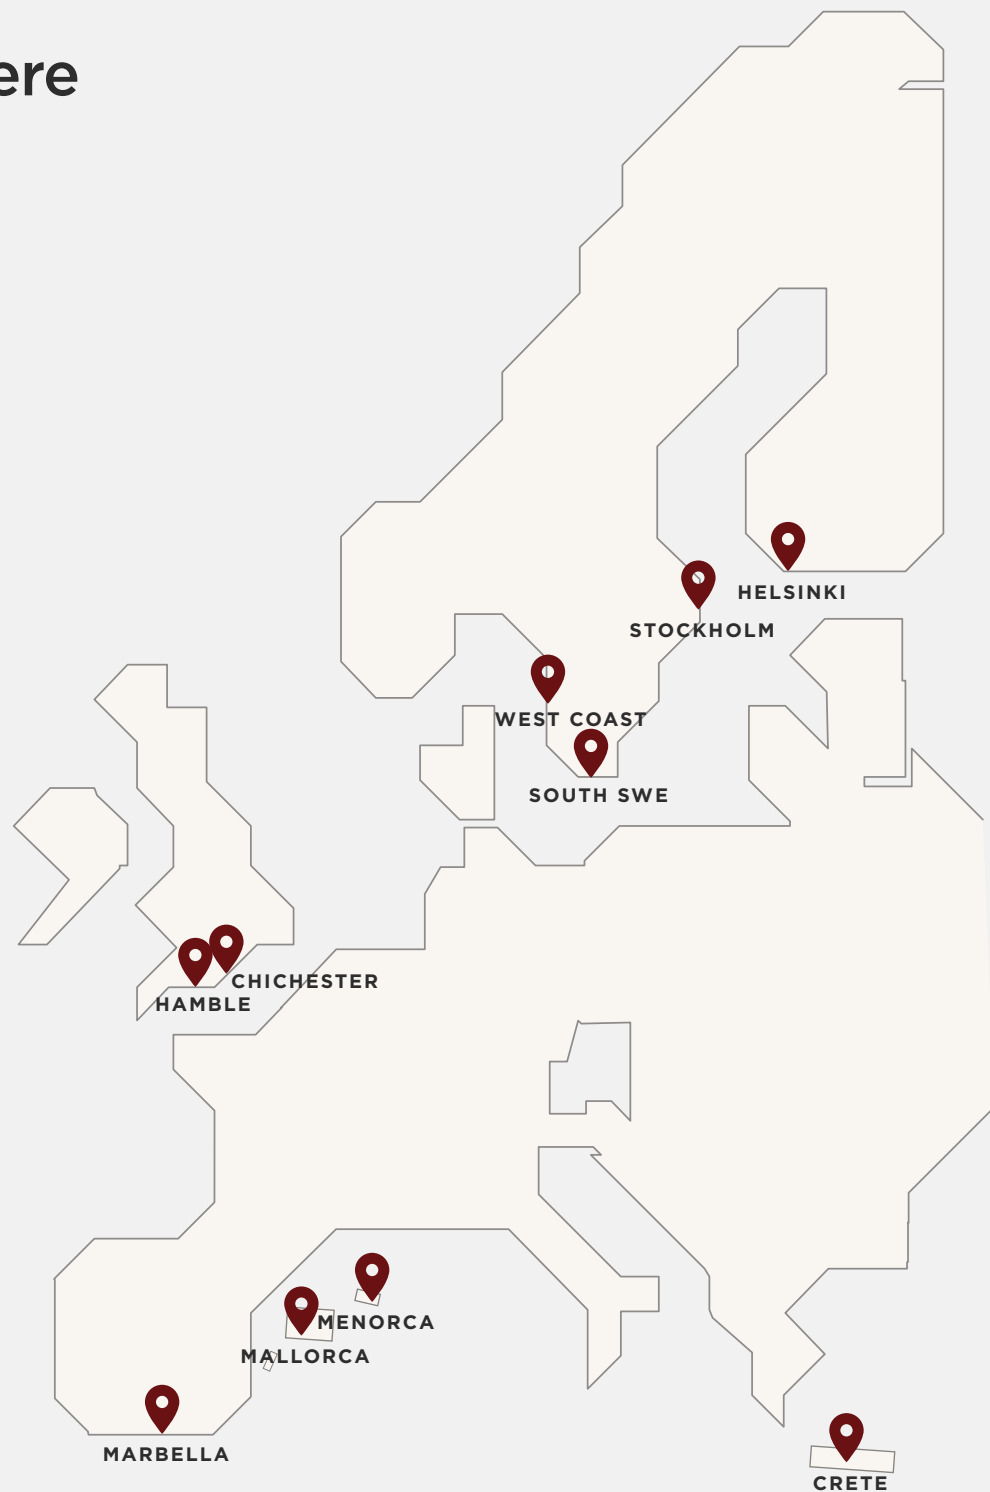 ere
HELSINKI
STOCKHOLM
WEST COAST
SOUTH SWE
CHICHESTER
HAMBLE
MENORCA
MALLORCA
MARBELLA
CRETE